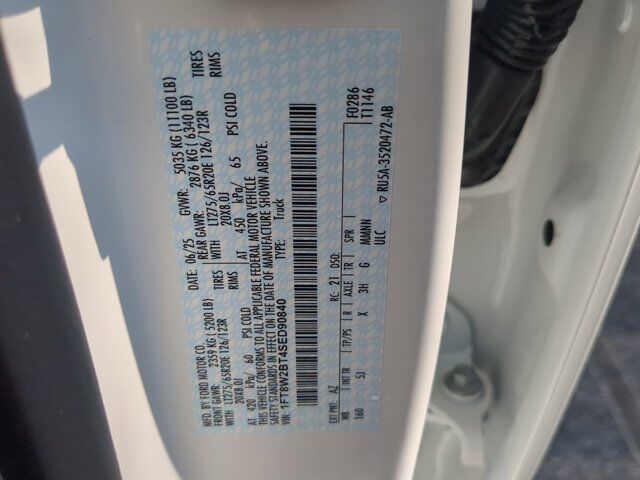 MFD. BY FORD MOTOR CO. DATE: 06/25 GVWR: 5035 KG (11100 LB)
FRONT GAWR: 2359 KG (5200 LB) REAR GAWR: 2876 KG (6340 LB)
WITH LT275/65R20E 126/123R TIRES WITH LT275/65R20E 126/123R TIRES
20X8.0J RIMS 20X8.0J RIMS
AT 420 kPa/ 60 PSI COLD AT 450 kPa/ 65 PSI COLD
THIS VEHICLE CONFORMS TO ALL APPLICABLE FEDERAL MOTOR VEHICLE
SAFETY STANDARDS IN EFFECT ON THE DATE OF MANUFACTURE SHOWN ABOVE.
VIN: 1FT8W2BT4SED90840 TYPE: Truck
F0286
T1146
EXT PNT: AZ RC: 21 DSO:
WB INT TR TP/PS R AXLE TR SPR
160 5J X 3H G MMMNN
ULC ▽ RU5A-3520472-AB